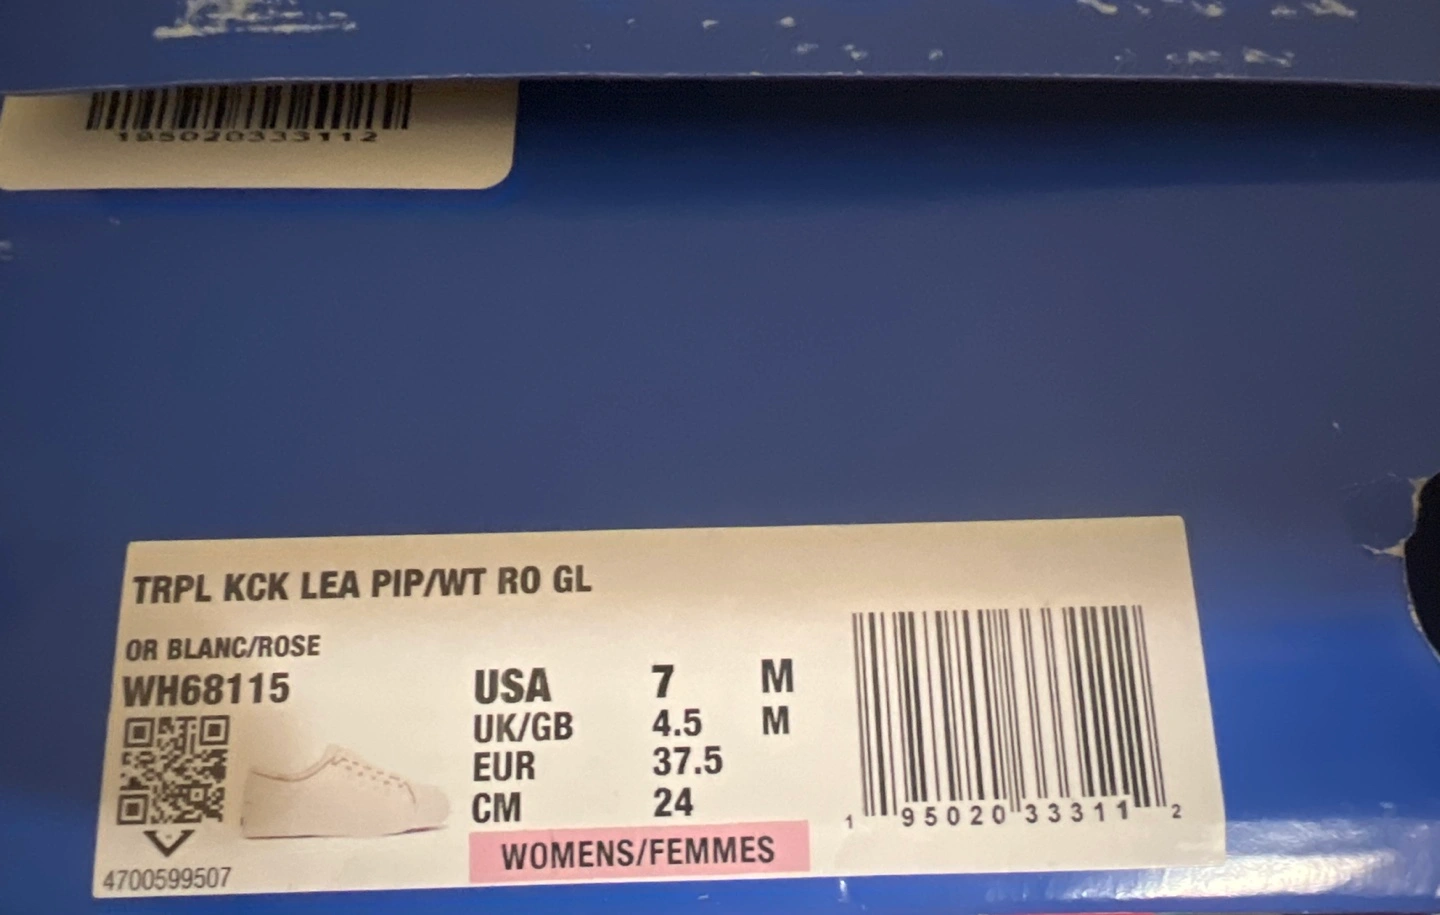 195020333112
TRPL KCK LEA PIP/WT RO GL
OR BLANC/ROSE
WH68115
USA 7 M
UK/GB 4.5 M
EUR 37.5
CM 24
WOMENS/FEMMES
4700599507
1 95020 33311 2